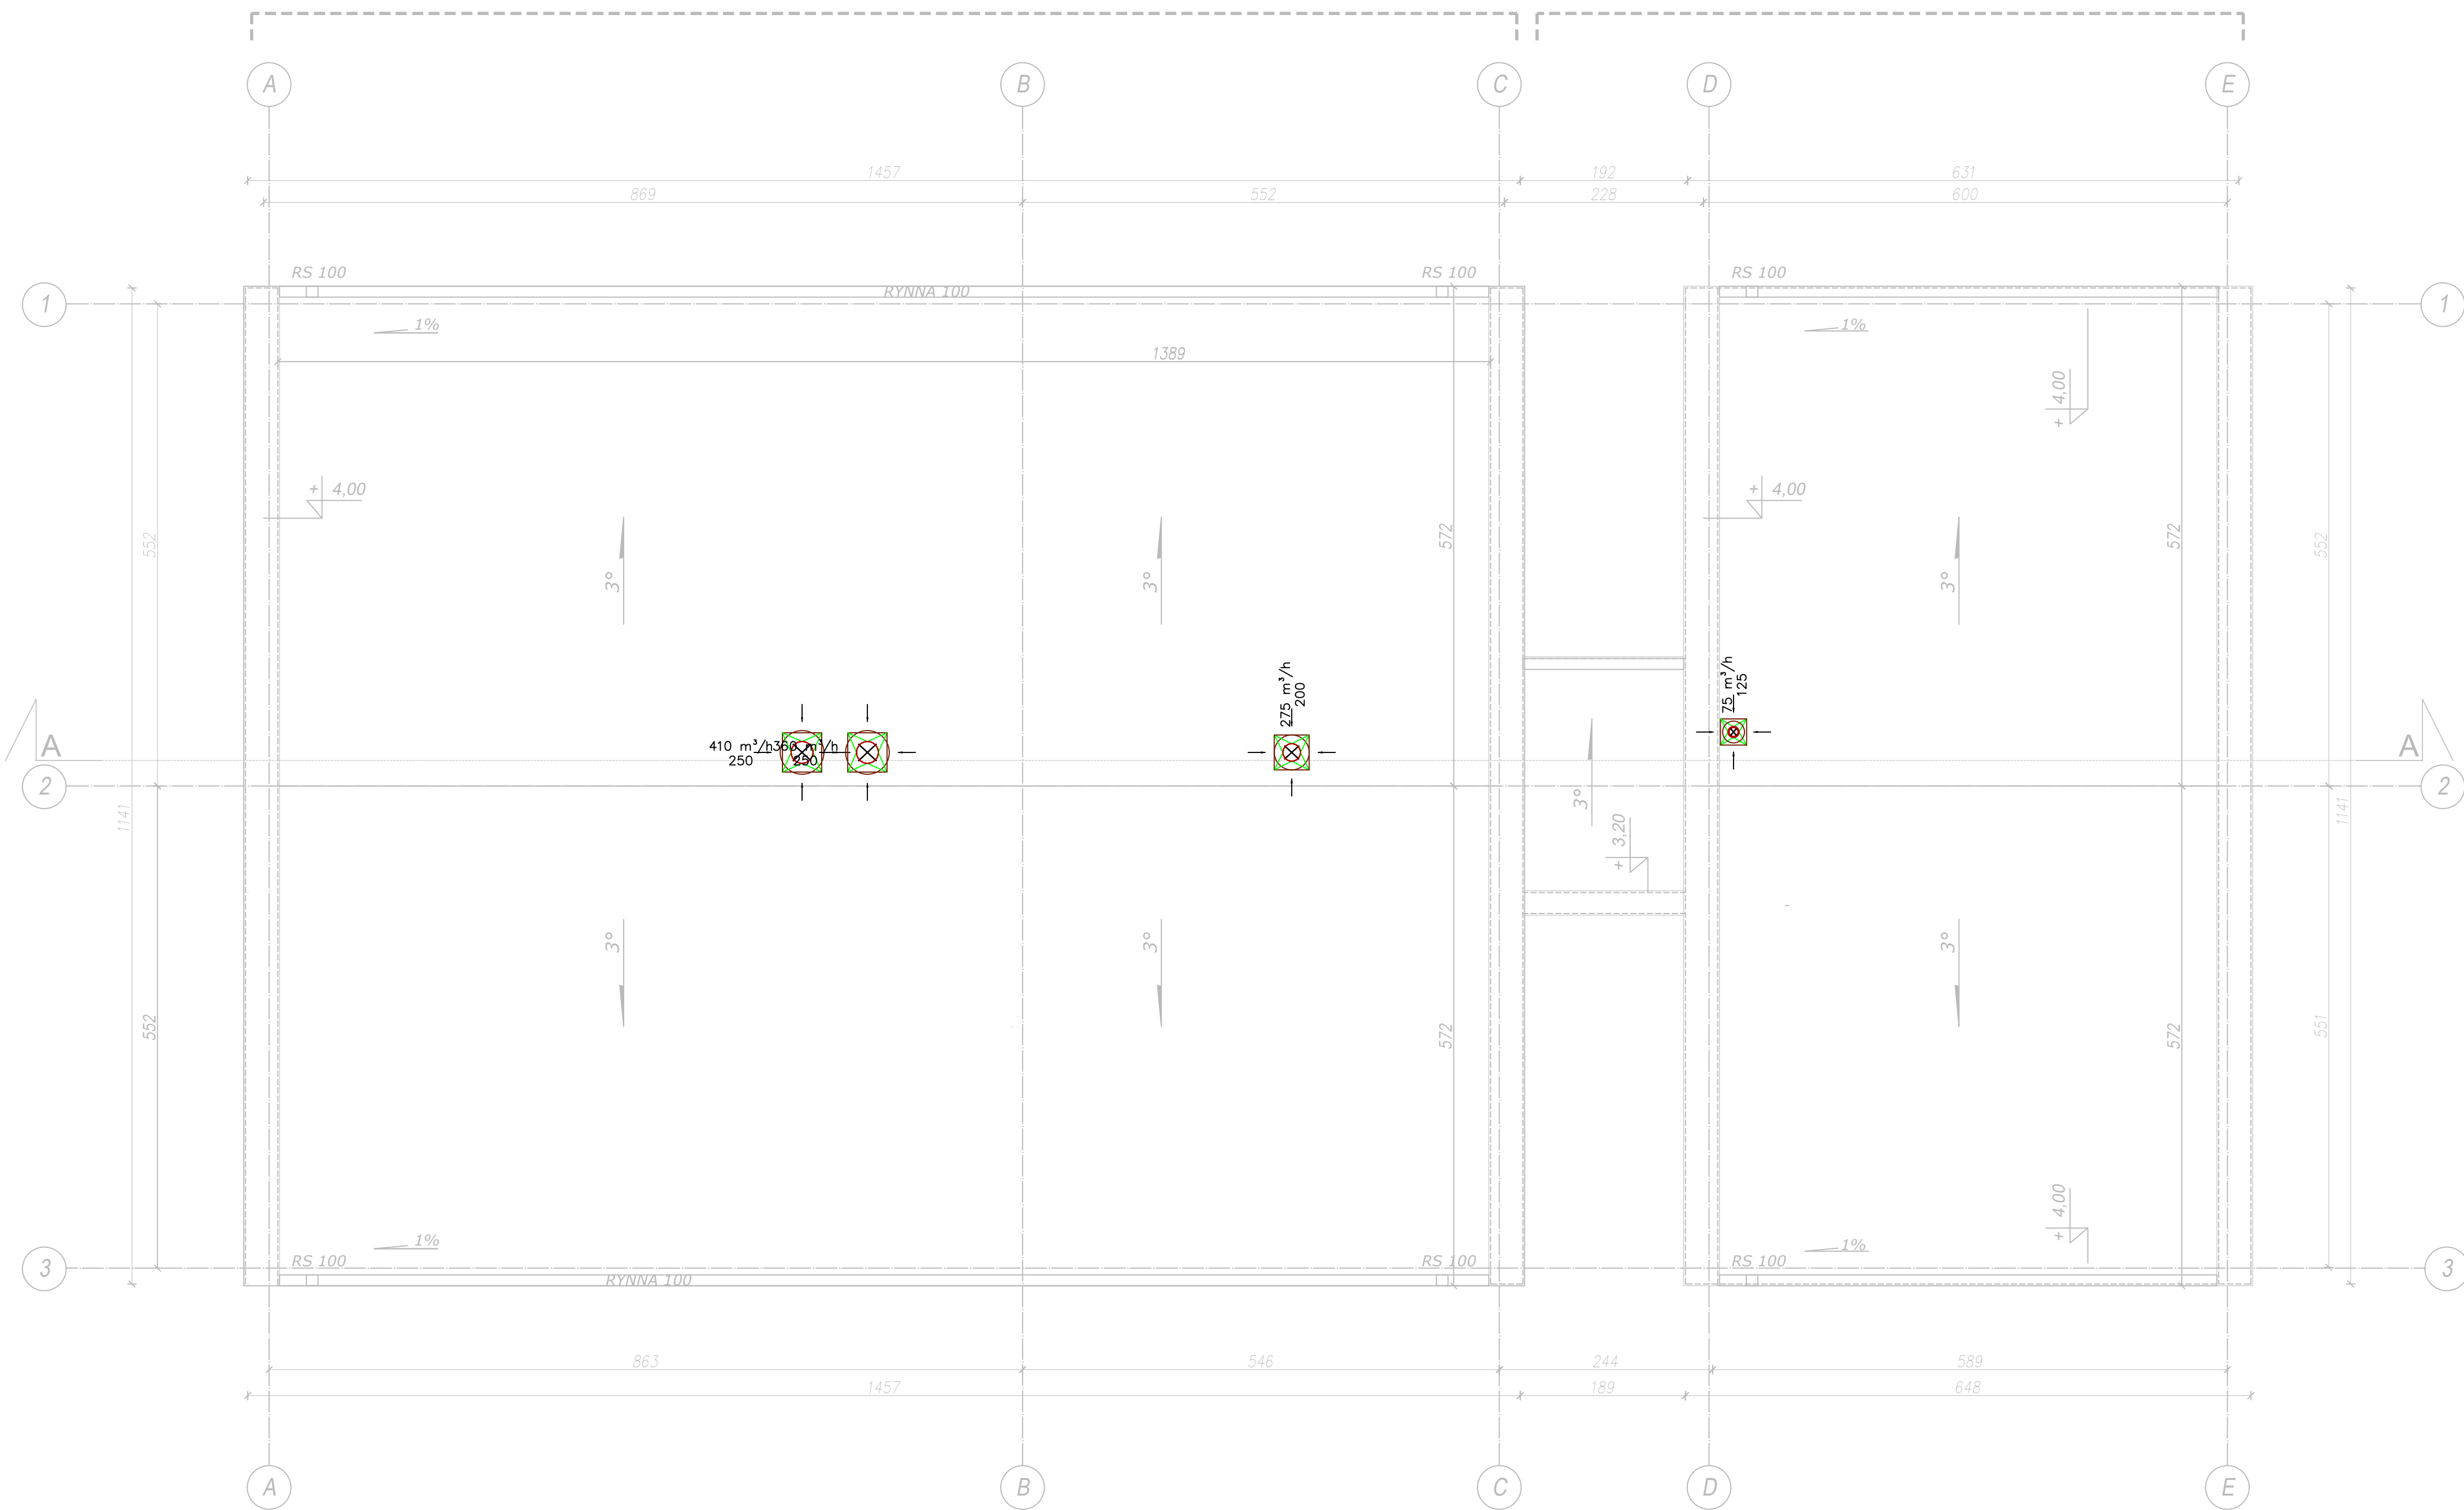 A B C D E
1457 192 631
869 552 228 600
RS 100 RS 100 RS 100
RYNNA 100
1 1
1% 1%
1389
+ 4,00
+ 4,00 + 4,00
552 572 572 552
3° 3° 3°
275 m³/h
200
75 m³/h
125
410 m³/h 360 m³/h
250 250
A A
2 2
3°
1141 1141
+ 3,20
3° 3° 3°
552 572 572 551
+ 4,00
1% 1%
RS 100 RS 100 RS 100
3 3
RYNNA 100
863 546 244 589
1457 189 648
A B C D E